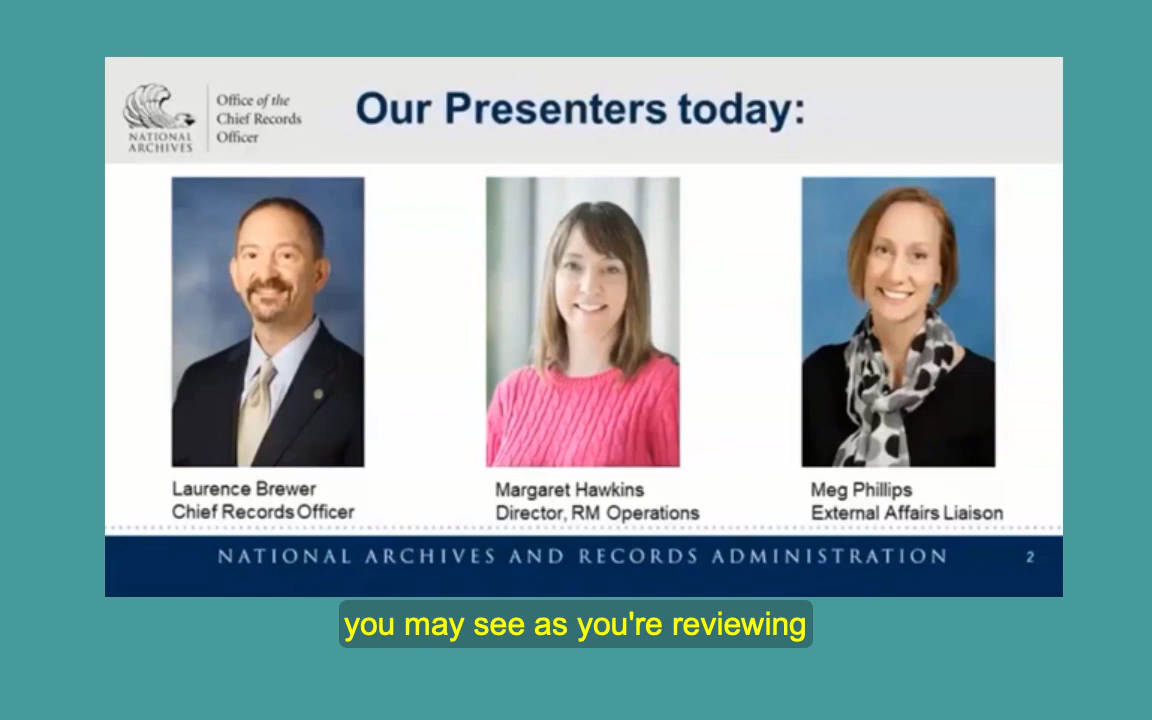 NATIONAL
ARCHIVES
Office of the
Chief Records
Officer
Our Presenters today:
Laurence Brewer
Chief Records Officer
Margaret Hawkins
Director, RM Operations
Meg Phillips
External Affairs Liaison
NATIONAL ARCHIVES AND RECORDS ADMINISTRATION
2
you may see as you're reviewing